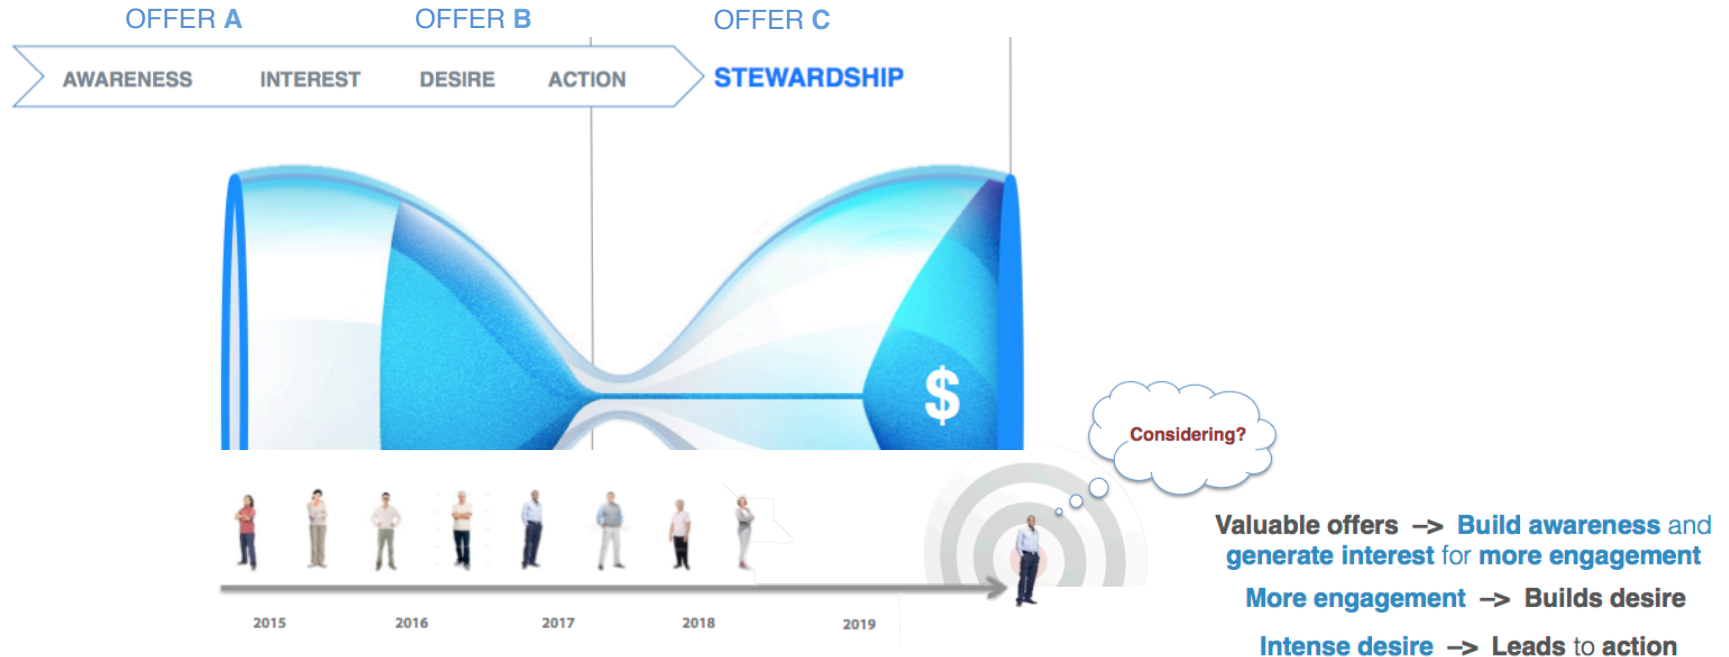 OFFER A OFFER B OFFER C
AWARENESS INTEREST DESIRE ACTION STEWARDSHIP
$
Considering?
Valuable offers –> Build awareness and
generate interest for more engagement
More engagement –> Builds desire
Intense desire –> Leads to action
2015 2016 2017 2018 2019